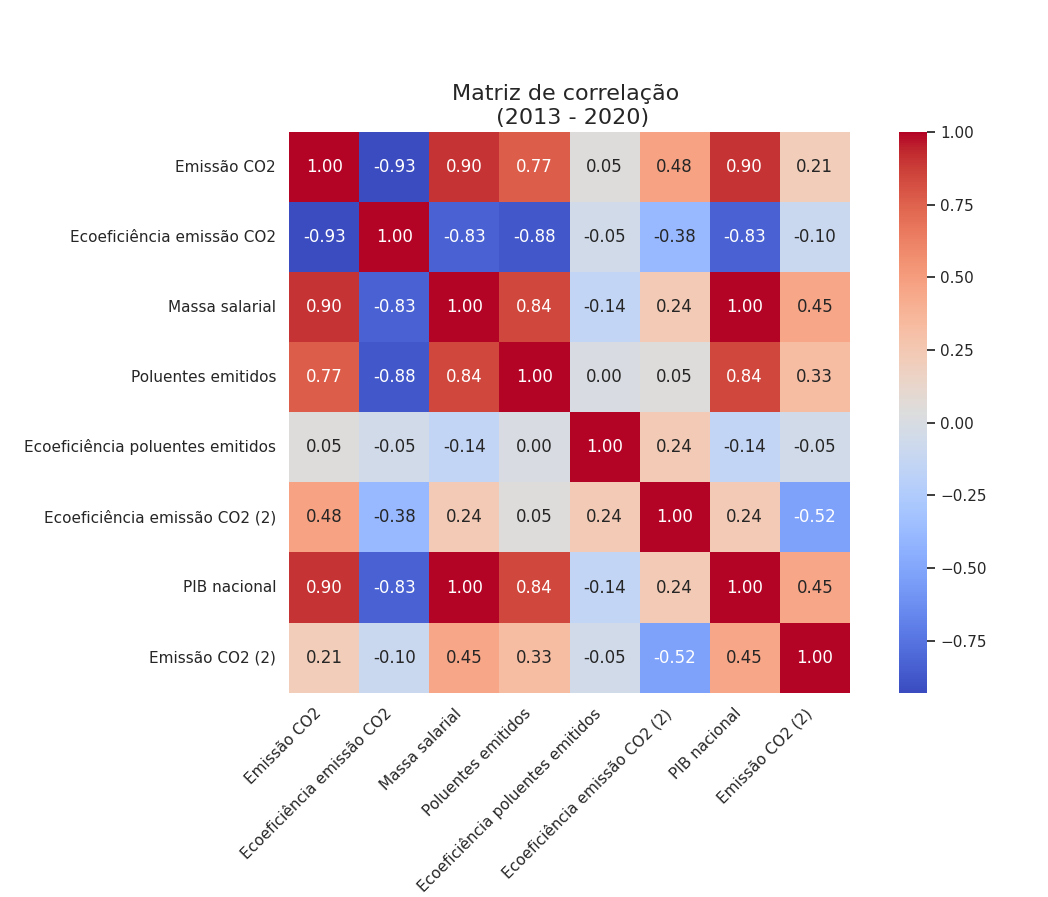 Matriz de correlação
(2013 - 2020)
Emissão CO2 1.00 -0.93 0.90 0.77 0.05 0.48 0.90 0.21
Ecoeficiência emissão CO2 -0.93 1.00 -0.83 -0.88 -0.05 -0.38 -0.83 -0.10
Massa salarial 0.90 -0.83 1.00 0.84 -0.14 0.24 1.00 0.45
Poluentes emitidos 0.77 -0.88 0.84 1.00 0.00 0.05 0.84 0.33
Ecoeficiência poluentes emitidos 0.05 -0.05 -0.14 0.00 1.00 0.24 -0.14 -0.05
Ecoeficiência emissão CO2 (2) 0.48 -0.38 0.24 0.05 0.24 1.00 0.24 -0.52
PIB nacional 0.90 -0.83 1.00 0.84 -0.14 0.24 1.00 0.45
Emissão CO2 (2) 0.21 -0.10 0.45 0.33 -0.05 -0.52 0.45 1.00
Emissão CO2
Ecoeficiência emissão CO2
Massa salarial
Poluentes emitidos
Ecoeficiência poluentes emitidos
Ecoeficiência emissão CO2 (2)
PIB nacional
Emissão CO2 (2)
1.00
0.75
0.50
0.25
0.00
−0.25
−0.50
−0.75